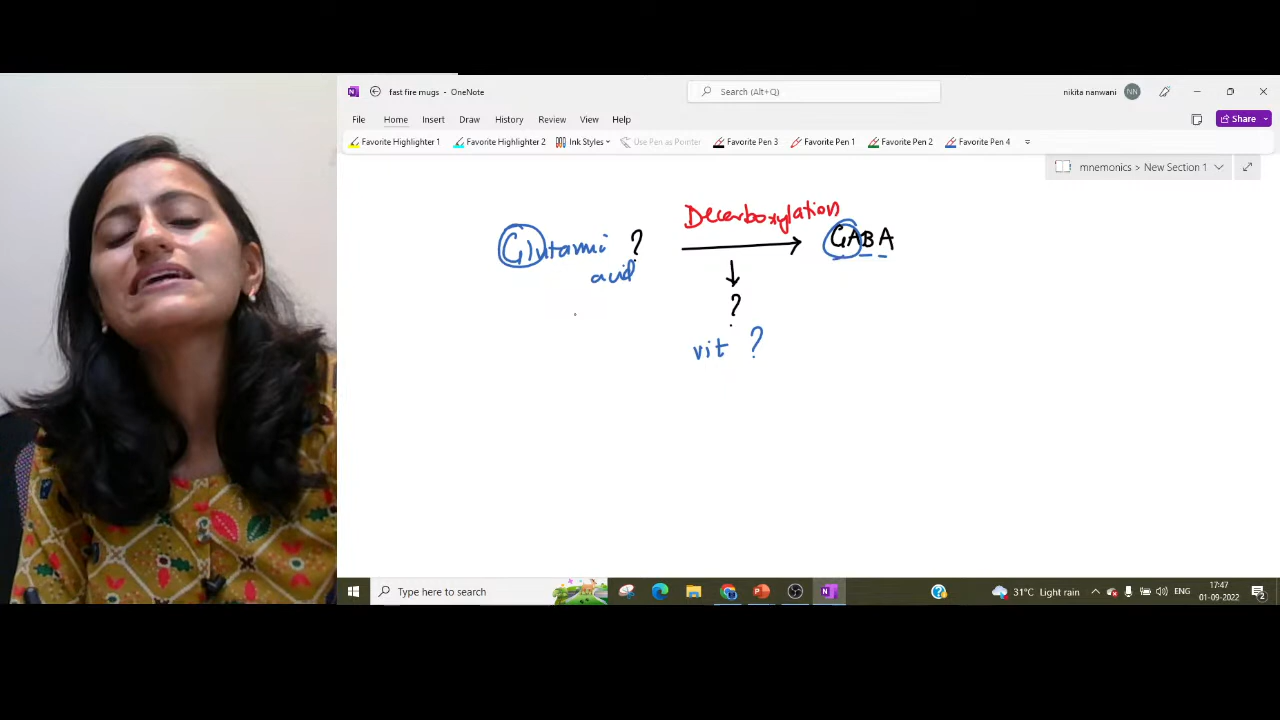 fast fire mugs - OneNote
Search (Alt+Q)
nikita nanwani NN
File Home Insert Draw History Review View Help
Share
Favorite Highlighter 1 Favorite Highlighter 2 Ink Styles Use Pen as Pointer Favorite Pen 3 Favorite Pen 1 Favorite Pen 2 Favorite Pen 4
mnemonics > New Section 1
Decarboxylation
Glutami ? GABA
acid
?
vit ?
Type here to search
31°C Light rain ENG 17:47
01-09-2022 2